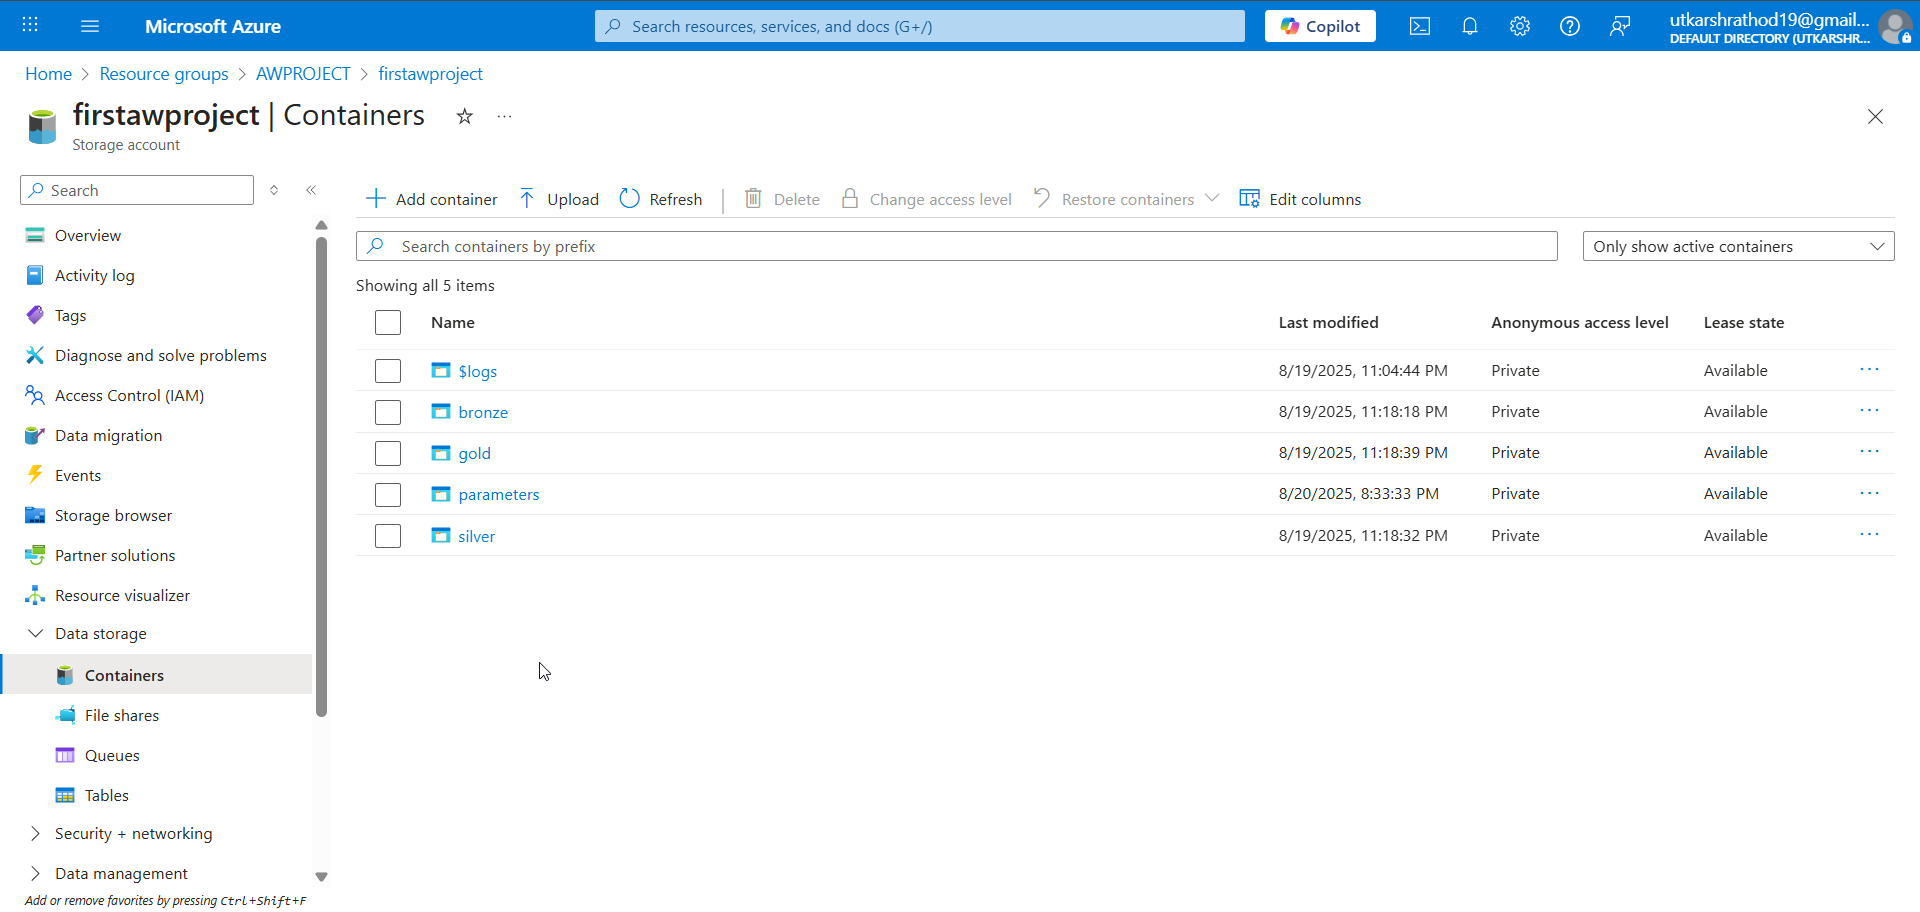 Microsoft Azure
Search resources, services, and docs (G+/)
Copilot
utkarshrathod19@gmail...
DEFAULT DIRECTORY (UTKARSHR...
Home > Resource groups > AWPROJECT > firstawproject
firstawproject | Containers
Storage account
Search
Add container
Upload
Refresh
Delete
Change access level
Restore containers
Edit columns
Overview
Activity log
Tags
Diagnose and solve problems
Access Control (IAM)
Data migration
Events
Storage browser
Partner solutions
Resource visualizer
Data storage
Containers
File shares
Queues
Tables
Security + networking
Data management
Add or remove favorites by pressing Ctrl+Shift+F
Search containers by prefix
Only show active containers
Showing all 5 items
Name Last modified Anonymous access level Lease state
$logs 8/19/2025, 11:04:44 PM Private Available
bronze 8/19/2025, 11:18:18 PM Private Available
gold 8/19/2025, 11:18:39 PM Private Available
parameters 8/20/2025, 8:33:33 PM Private Available
silver 8/19/2025, 11:18:32 PM Private Available